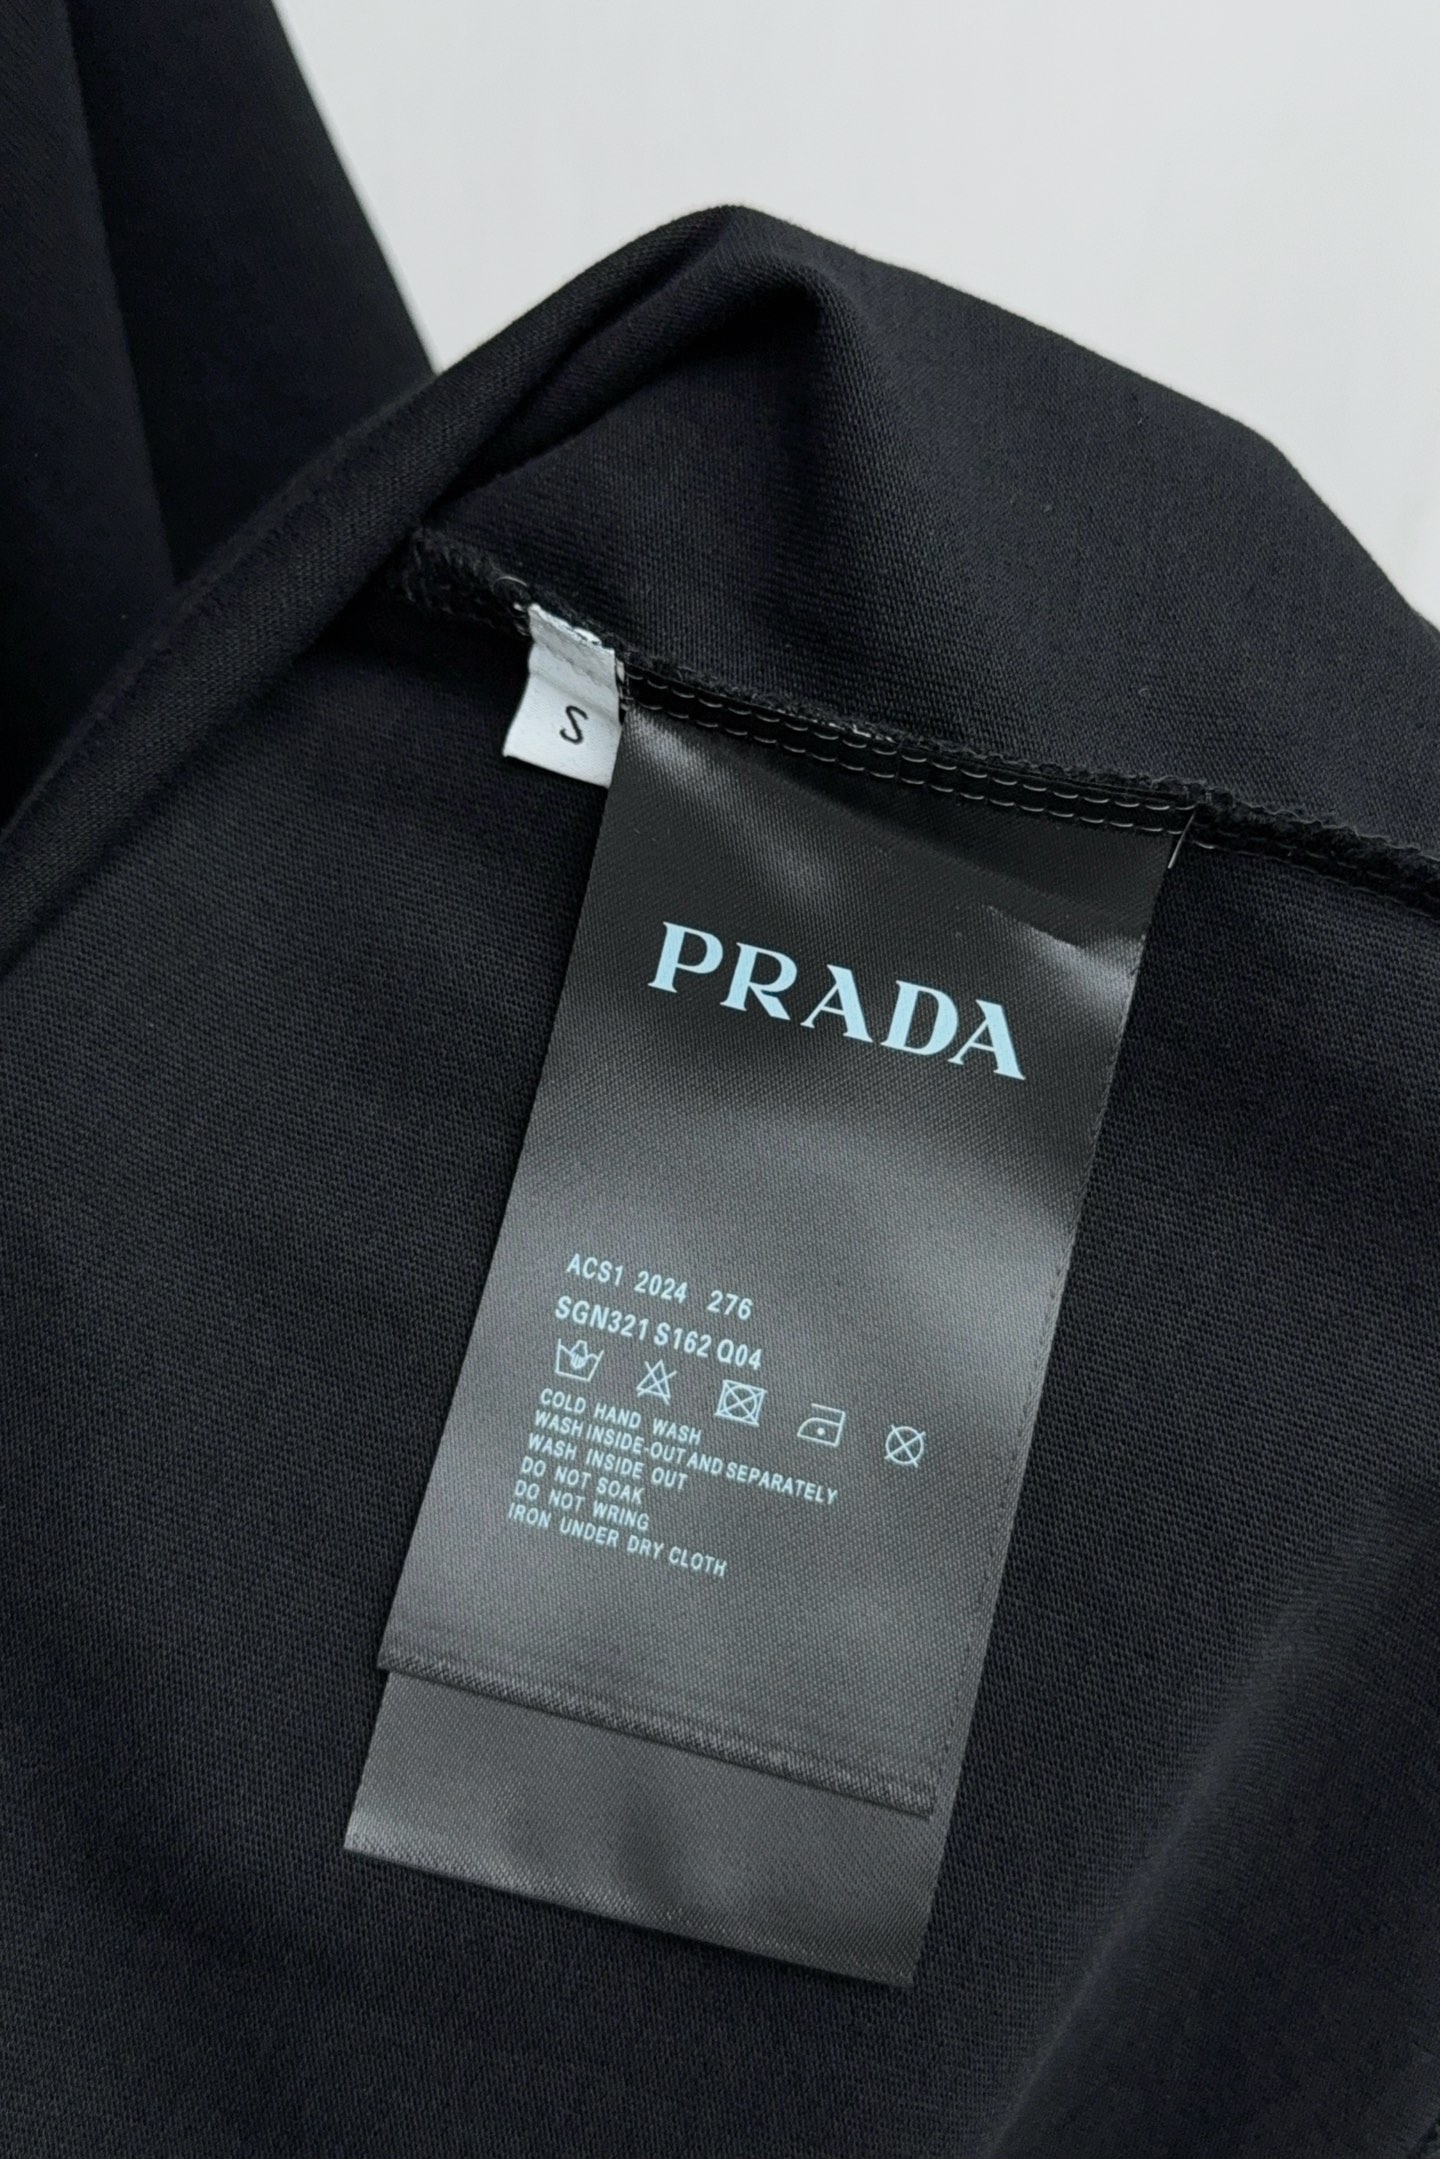 S
PRADA
ACS1 2024 276
SGN321 S162 Q04
COLD HAND WASH
WASH INSIDE-OUT AND SEPARATELY
WASH INSIDE OUT
DO NOT SOAK
DO NOT WRING
IRON UNDER DRY CLOTH